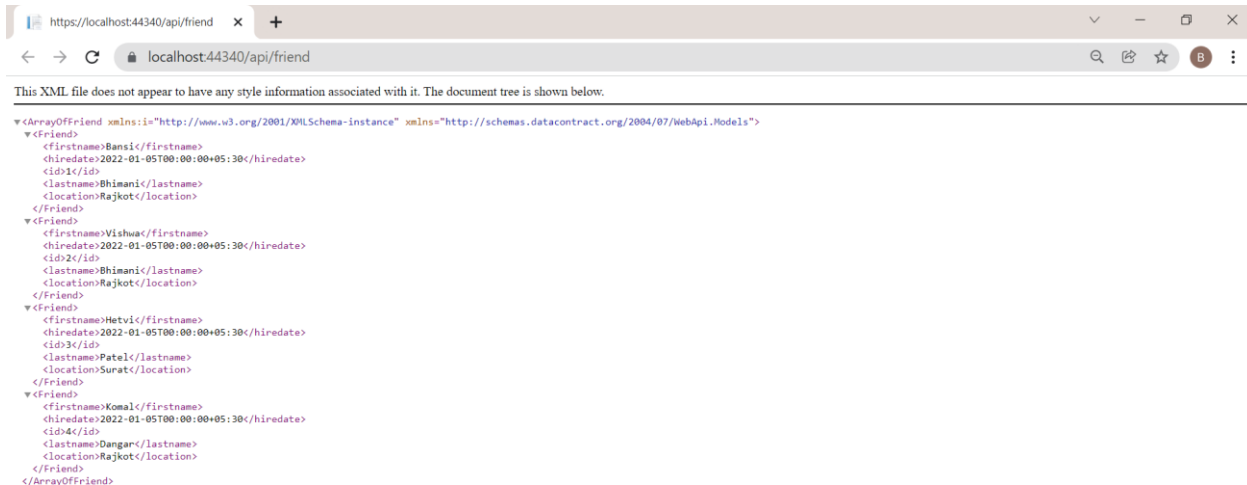 https://localhost:44340/api/friend
localhost:44340/api/friend
B
This XML file does not appear to have any style information associated with it. The document tree is shown below.
▼<ArrayOfFriend xmlns:i="http://www.w3.org/2001/XMLSchema-instance" xmlns="http://schemas.datacontract.org/2004/07/WebApi.Models">
▼<Friend>
<firstname>Bansi</firstname>
<hiredate>2022-01-05T00:00:00+05:30</hiredate>
<id>1</id>
<lastname>Bhimani</lastname>
<location>Rajkot</location>
</Friend>
▼<Friend>
<firstname>Vishwa</firstname>
<hiredate>2022-01-05T00:00:00+05:30</hiredate>
<id>2</id>
<lastname>Bhimani</lastname>
<location>Rajkot</location>
</Friend>
▼<Friend>
<firstname>Hetvi</firstname>
<hiredate>2022-01-05T00:00:00+05:30</hiredate>
<id>3</id>
<lastname>Patel</lastname>
<location>Surat</location>
</Friend>
▼<Friend>
<firstname>Komal</firstname>
<hiredate>2022-01-05T00:00:00+05:30</hiredate>
<id>4</id>
<lastname>Dangar</lastname>
<location>Rajkot</location>
</Friend>
</ArrayOfFriend>